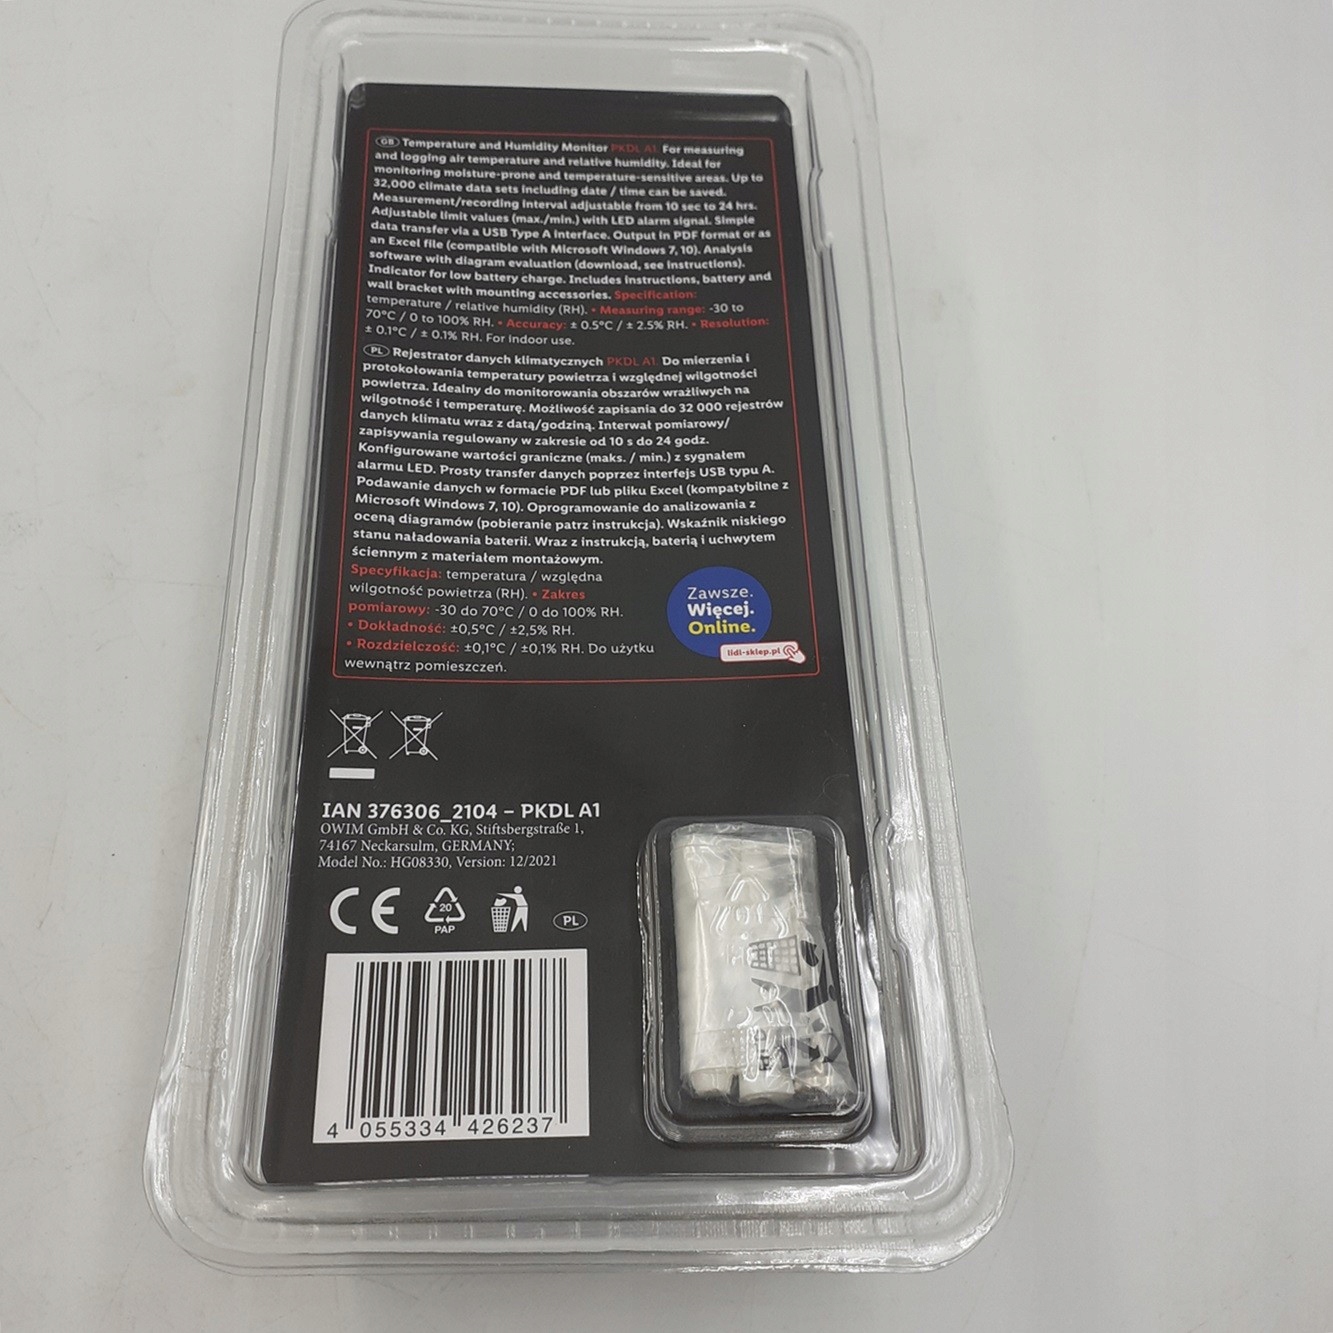 GB Temperature and Humidity Monitor PKDL A1. For measuring
and logging air temperature and relative humidity. Ideal for
monitoring moisture-prone and temperature-sensitive areas. Up to
32,000 climate data sets including date / time can be saved.
Measurement/recording interval adjustable from 10 sec to 24 hrs.
Adjustable limit values (max./min.) with LED alarm signal. Simple
data transfer via a USB Type A interface. Output in PDF format or as
an Excel file (compatible with Microsoft Windows 7, 10). Analysis
software with diagram evaluation (download, see instructions).
Indicator for low battery charge. Includes instructions, battery and
wall bracket with mounting accessories. Specification:
temperature / relative humidity (RH). • Measuring range: -30 to
70°C / 0 to 100% RH. • Accuracy: ± 0.5°C / ± 2.5% RH. • Resolution:
± 0.1°C / ± 0.1% RH. For indoor use.
PL Rejestrator danych klimatycznych PKDL A1. Do mierzenia i
protokołowania temperatury powietrza i względnej wilgotności
powietrza. Idealny do monitorowania obszarów wrażliwych na
wilgotność i temperaturę. Możliwość zapisania do 32 000 rejestrów
danych klimatu wraz z datą/godziną. Interwał pomiarowy/
zapisywania regulowany w zakresie od 10 s do 24 godz.
Konfigurowane wartości graniczne (maks. / min.) z sygnałem
alarmu LED. Prosty transfer danych poprzez interfejs USB typu A.
Podawanie danych w formacie PDF lub pliku Excel (kompatybilne z
Microsoft Windows 7, 10). Oprogramowanie do analizowania z
oceną diagramów (pobieranie patrz instrukcja). Wskaźnik niskiego
stanu naładowania baterii. Wraz z instrukcją, baterią i uchwytem
ściennym z materiałem montażowym.
Specyfikacja: temperatura / względna
wilgotność powietrza (RH). • Zakres
pomiarowy: -30 do 70°C / 0 do 100% RH.
• Dokładność: ±0,5°C / ±2,5% RH.
• Rozdzielczość: ±0,1°C / ±0,1% RH. Do użytku
wewnątrz pomieszczeń.
Zawsze.
Więcej.
Online.
lidl-sklep.pl
IAN 376306_2104 – PKDL A1
OWIM GmbH & Co. KG, Stiftsbergstraße 1,
74167 Neckarsulm, GERMANY;
Model No.: HG08330, Version: 12/2021
CE
20
PAP
PL
4 055334 426237